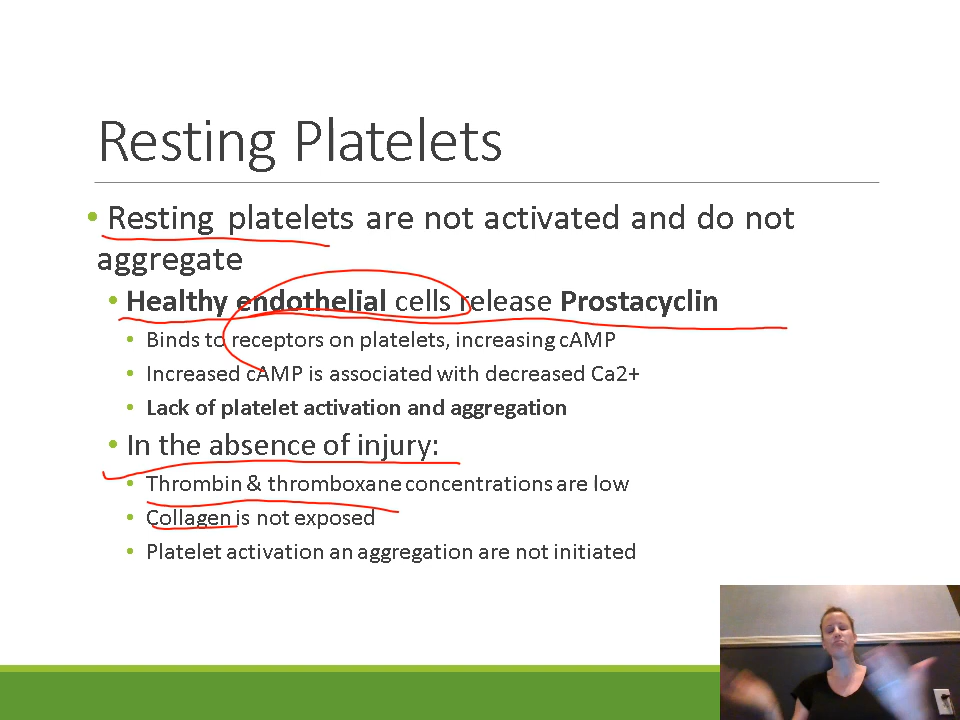 Resting Platelets
• Resting platelets are not activated and do not
aggregate
• Healthy endothelial cells release Prostacyclin
• Binds to receptors on platelets, increasing cAMP
• Increased cAMP is associated with decreased Ca2+
• Lack of platelet activation and aggregation
• In the absence of injury:
• Thrombin & thromboxane concentrations are low
• Collagen is not exposed
• Platelet activation an aggregation are not initiated